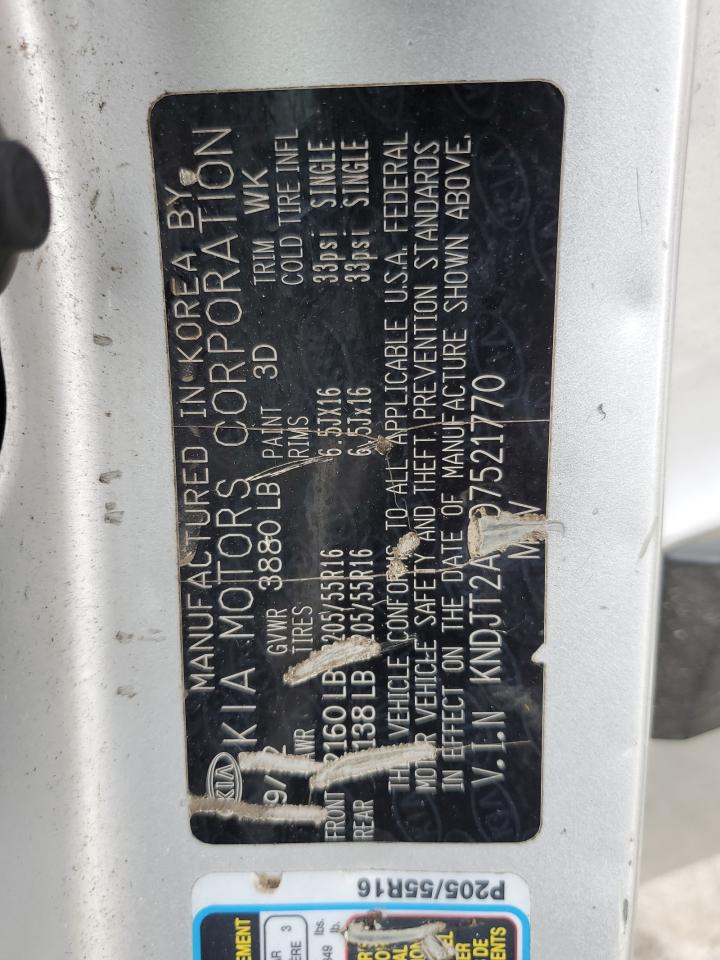 MANUFACTURED IN KOREA BY
KIA MOTORS CORPORATION
KIA
GVWR 3880 LB PAINT 3D TRIM WK
TIRES RIMS COLD TIRE INFL
FRONT 160 LB 205/55R16 6.5JX16 33psi SINGLE
REAR 138 LB 205/55R16 6.5JX16 33psi SINGLE
VEHICLE CONFORMS TO ALL APPLICABLE U.S.A. FEDERAL
MOTOR VEHICLE SAFETY AND THEFT PREVENTION STANDARDS
IN EFFECT ON THE DATE OF MANUFACTURE SHOWN ABOVE.
V.I.N KNDJT2A 7521770
P205/55R16